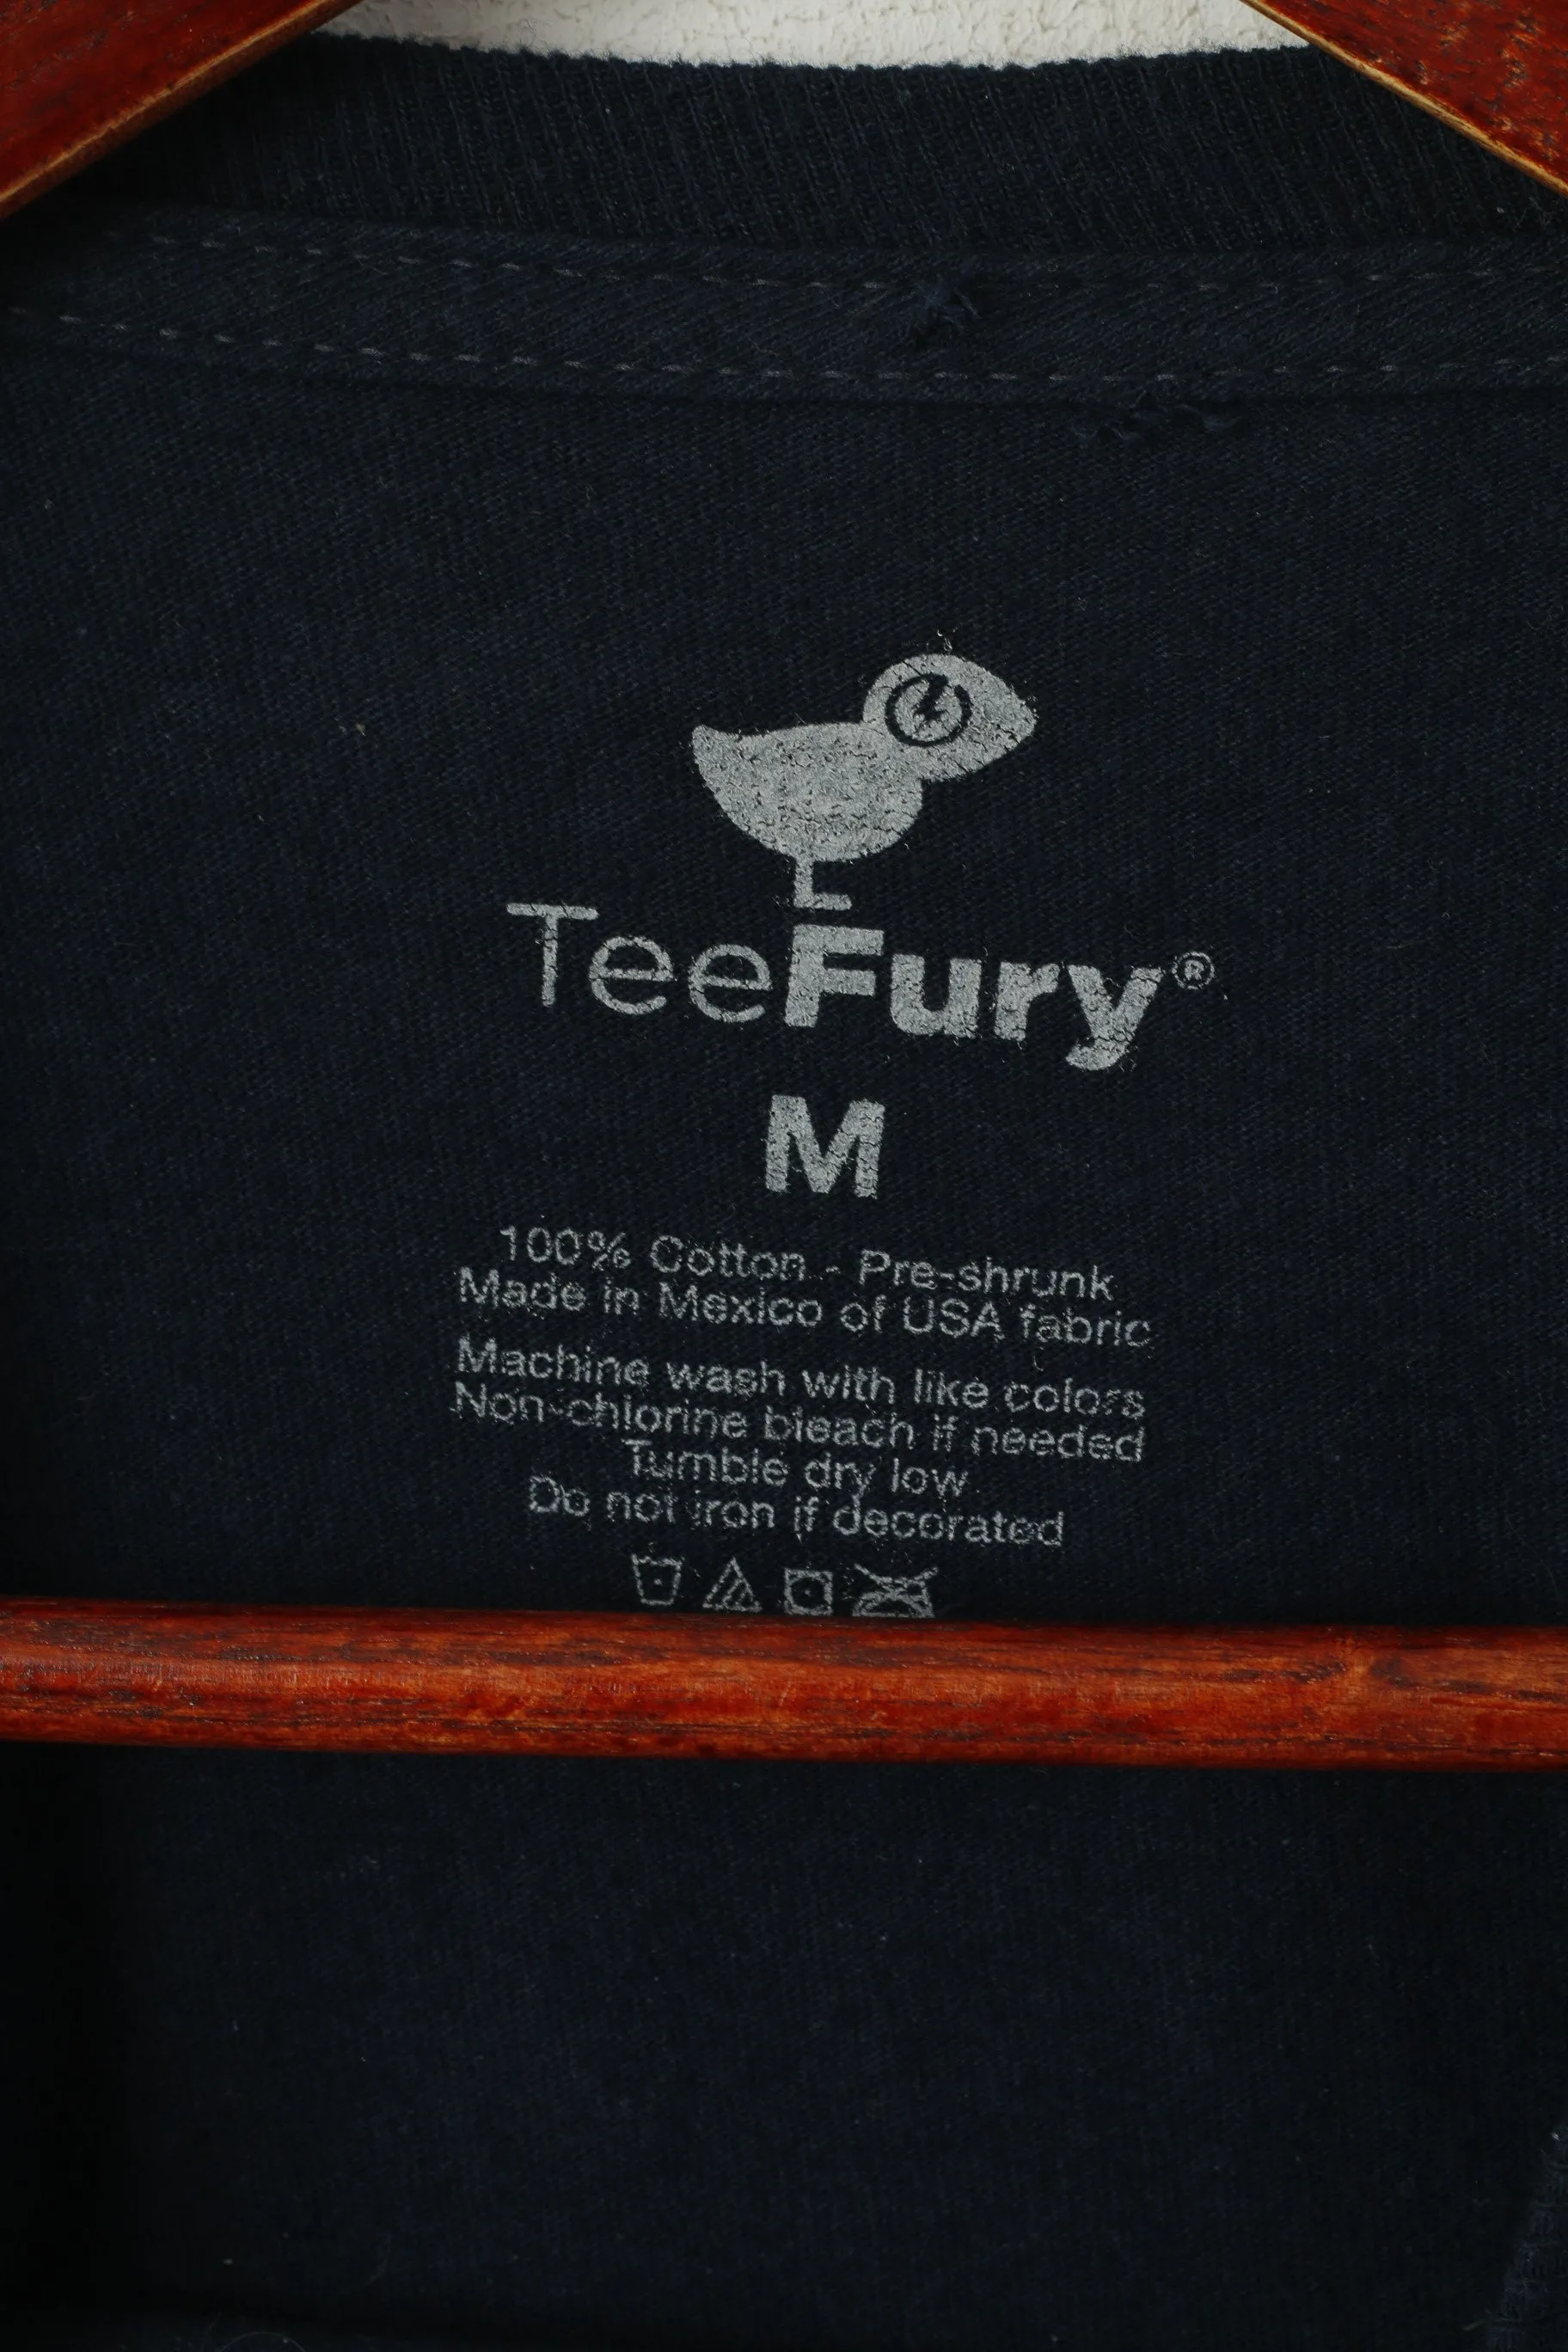 TeeFury®
M
100% Cotton - Pre-shrunk
Made in Mexico of USA fabric
Machine wash with like colors
Non-chlorine bleach if needed
Tumble dry low
Do not iron if decorated